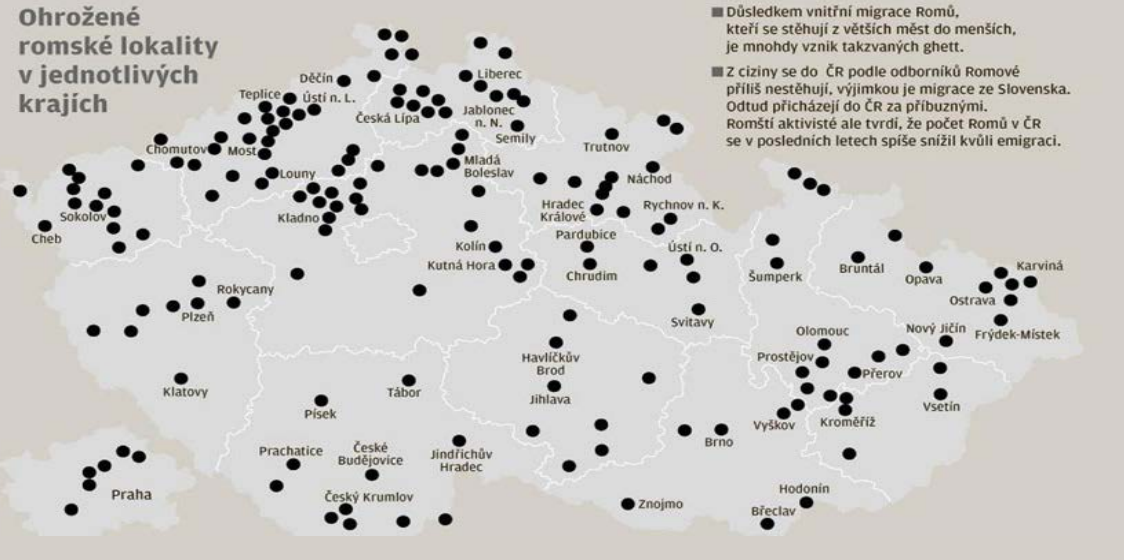 Ohrožené
romské lokality
v jednotlivých
krajích
Důsledkem vnitřní migrace Romů,
kteří se stěhují z větších měst do menších,
je mnohdy vznik takzvaných ghett.
Z ciziny se do ČR podle odborníků Romové
příliš nestěhují, výjimkou je migrace ze Slovenska.
Odtud přicházejí do ČR za příbuznými.
Romští aktivisté ale tvrdí, že počet Romů v ČR
se v posledních letech spíše snížil kvůli emigraci.
Děčín
Liberec
Teplice
Ústí n. L.
Česká Lípa
Jablonec
n. N.
Semily
Chomutov
Most
Trutnov
Mladá
Boleslav
Louny
Náchod
Sokolov
Cheb
Kladno
Hradec
Králové
Rychnov n. K.
Pardubice
Kolín
Ústí n. O.
Kutná Hora
Chrudim
Šumperk
Bruntál
Opava
Karviná
Ostrava
Rokycany
Plzeň
Svitavy
Frýdek-Místek
Olomouc
Nový Jičín
Havlíčkův
Brod
Prostějov
Přerov
Klatovy
Tábor
Jihlava
Písek
Vsetín
Vyškov
Kroměříž
Brno
Prachatice
České
Budějovice
Jindřichův
Hradec
Praha
Český Krumlov
Znojmo
Hodonín
Břeclav